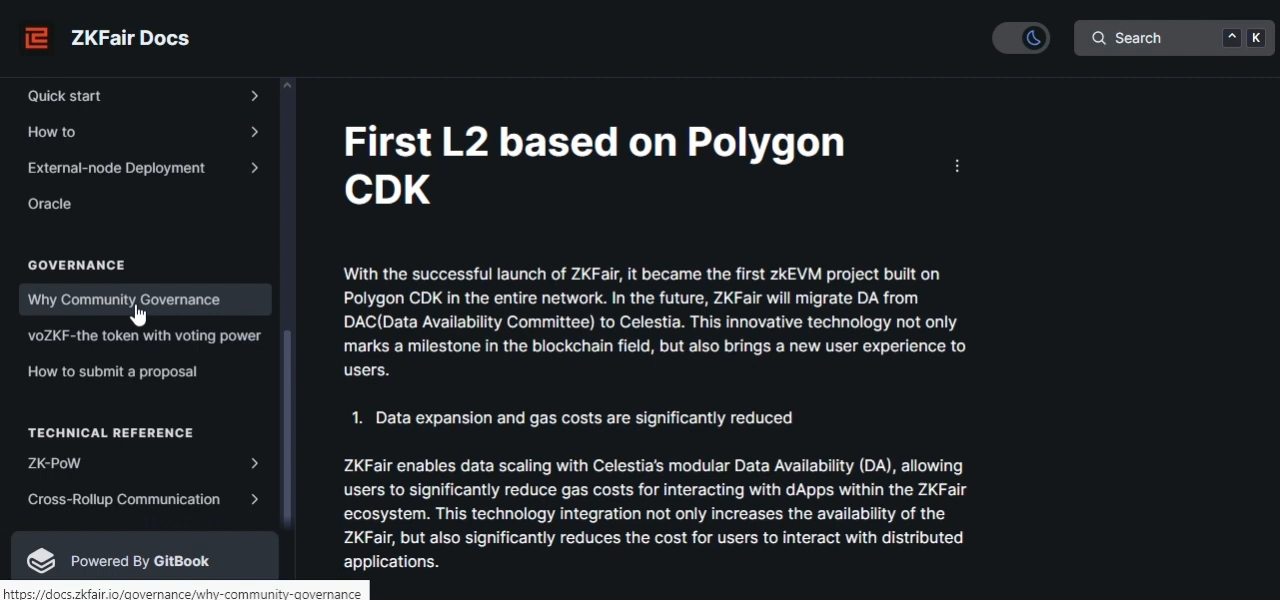 ZKFair Docs
Search
^ K
Quick start
How to
External-node Deployment
Oracle
GOVERNANCE
Why Community Governance
voZKF-the token with voting power
How to submit a proposal
TECHNICAL REFERENCE
ZK-PoW
Cross-Rollup Communication
Powered By GitBook
https://docs.zkfair.io/governance/why-community-governance
First L2 based on Polygon
CDK
With the successful launch of ZKFair, it became the first zkEVM project built on
Polygon CDK in the entire network. In the future, ZKFair will migrate DA from
DAC(Data Availability Committee) to Celestia. This innovative technology not only
marks a milestone in the blockchain field, but also brings a new user experience to
users.
1. Data expansion and gas costs are significantly reduced
ZKFair enables data scaling with Celestia's modular Data Availability (DA), allowing
users to significantly reduce gas costs for interacting with dApps within the ZKFair
ecosystem. This technology integration not only increases the availability of the
ZKFair, but also significantly reduces the cost for users to interact with distributed
applications.